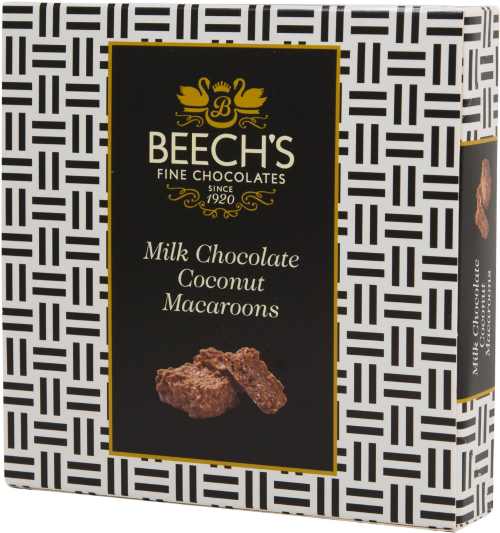 B
BEECH'S
FINE CHOCOLATES
SINCE
1920
Milk Chocolate
Coconut
Macaroons
Milk Chocolate
Coconut
Macaroons